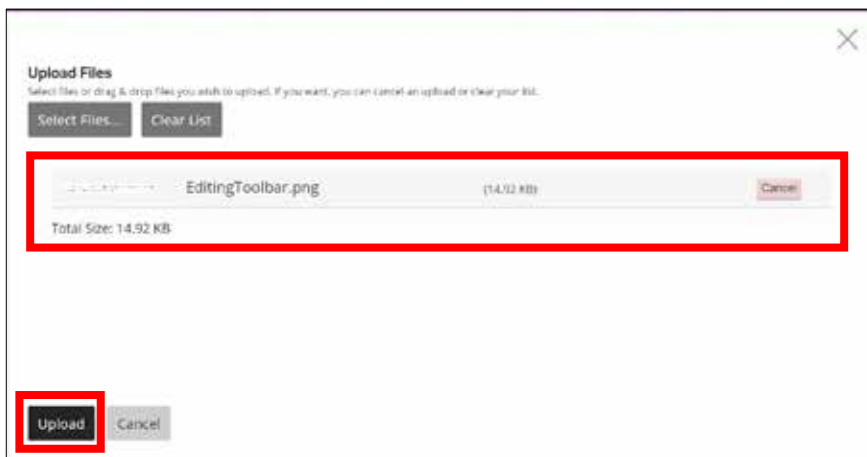 Upload Files
Select files or drag & drop files you wish to upload. If you want, you can cancel an upload or clear your list.
Select Files... Clear List
EditingToolbar.png (14.92 KB) Cancel
Total Size: 14.92 KB
Upload Cancel